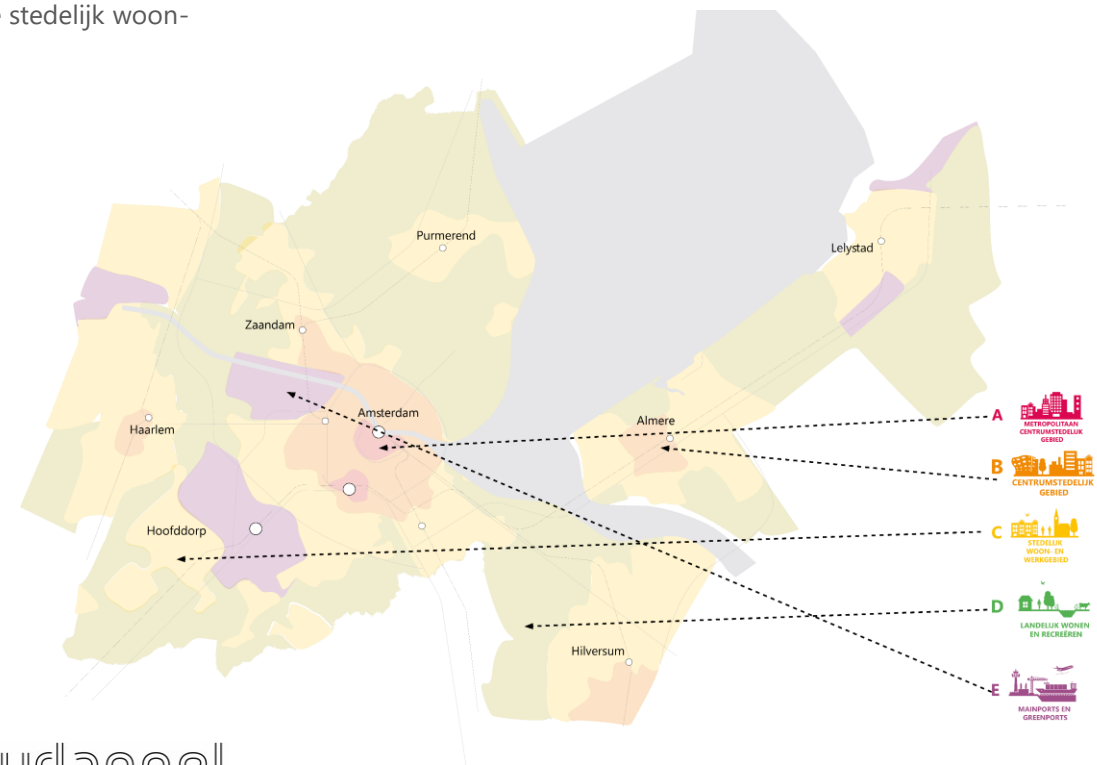 stedelijk woon-
Purmerend
Lelystad
Zaandam
Amsterdam
Haarlem
Almere
Hoofddorp
Hilversum
A
METROPOLITAAN
CENTRUMSTEDELIJK
GEBIED
B
CENTRUMSTEDELIJK
GEBIED
C
STEDELIJK
WOON- EN
WERKGEBIED
D
LANDELIJK WONEN
EN RECREËREN
E
MAINPORTS EN
GREENPORTS